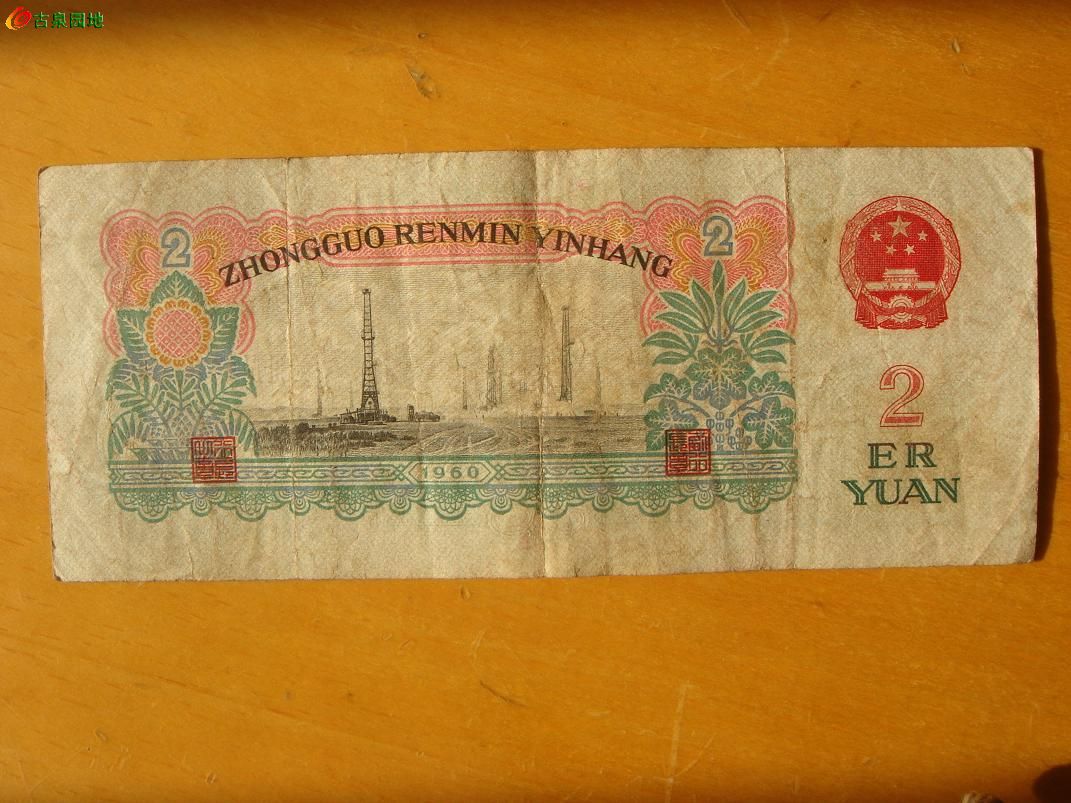 古泉园地
2
ZHONGGUO RENMIN YINHANG
2
1960
2
ER
YUAN